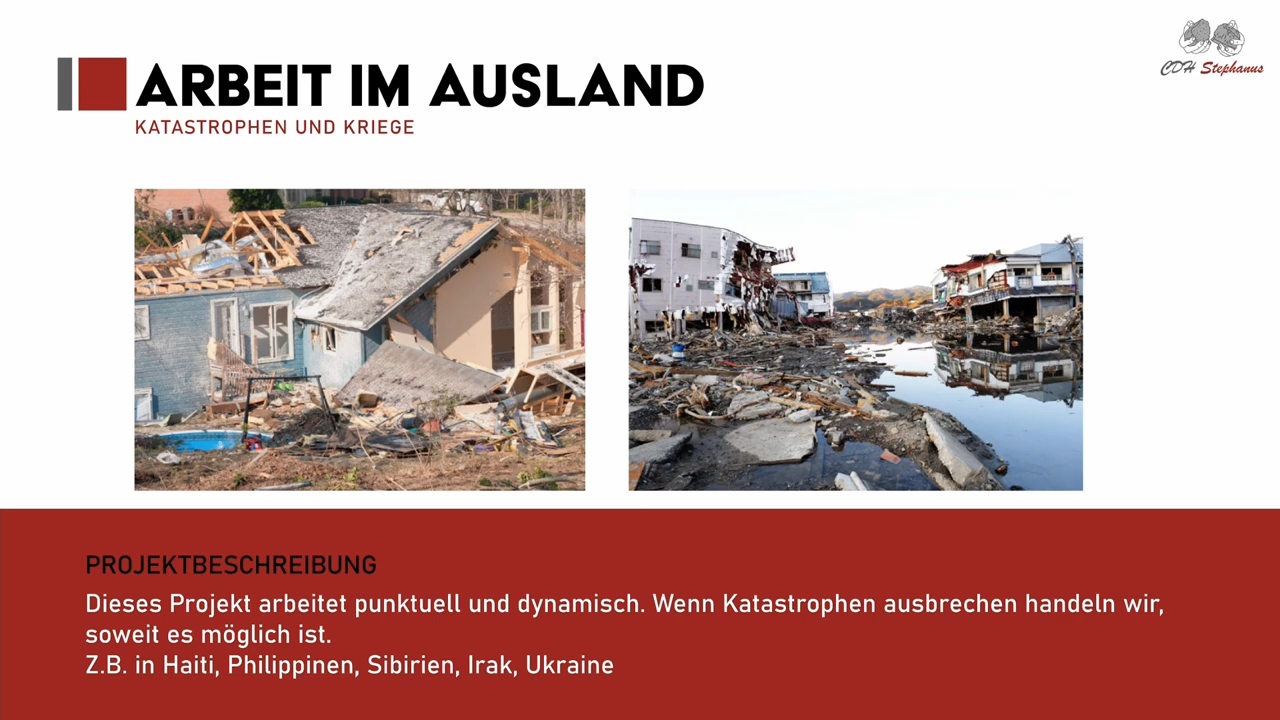 CDH Stephanus
ARBEIT IM AUSLAND
KATASTROPHEN UND KRIEGE
PROJEKTBESCHREIBUNG
Dieses Projekt arbeitet punktuell und dynamisch. Wenn Katastrophen ausbrechen handeln wir,
soweit es möglich ist.
Z.B. in Haiti, Philippinen, Sibirien, Irak, Ukraine